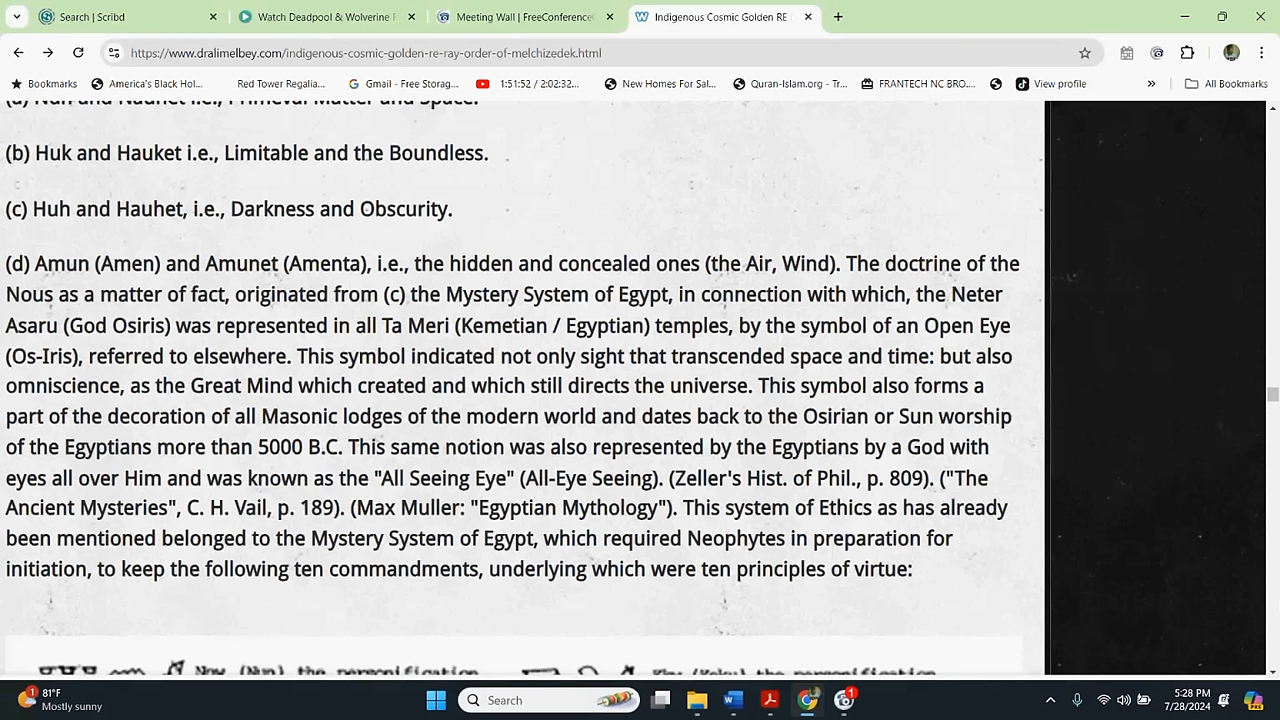 Search | Scribd
Watch Deadpool & Wolverine F
Meeting Wall | FreeConference
Indigenous Cosmic Golden RE
https://www.dralimelbey.com/indigenous-cosmic-golden-re-ray-order-of-melchizedek.html
Bookmarks
America's Black Hol...
Red Tower Regalia...
Gmail - Free Storag...
1:51:52 / 2:02:32...
New Homes For Sal...
Quran-Islam.org - Tr...
FRANTECH NC BRO....
View profile
»
All Bookmarks
(a) Nun and Naunet i.e., Primeval Matter and Space.
(b) Huk and Hauket i.e., Limitable and the Boundless.
(c) Huh and Hauhet, i.e., Darkness and Obscurity.
(d) Amun (Amen) and Amunet (Amenta), i.e., the hidden and concealed ones (the Air, Wind). The doctrine of the
Nous as a matter of fact, originated from (c) the Mystery System of Egypt, in connection with which, the Neter
Asaru (God Osiris) was represented in all Ta Meri (Kemetian / Egyptian) temples, by the symbol of an Open Eye
(Os-Iris), referred to elsewhere. This symbol indicated not only sight that transcended space and time: but also
omniscience, as the Great Mind which created and which still directs the universe. This symbol also forms a
part of the decoration of all Masonic lodges of the modern world and dates back to the Osirian or Sun worship
of the Egyptians more than 5000 B.C. This same notion was also represented by the Egyptians by a God with
eyes all over Him and was known as the "All Seeing Eye" (All-Eye Seeing). (Zeller's Hist. of Phil., p. 809). ("The
Ancient Mysteries", C. H. Vail, p. 189). (Max Muller: "Egyptian Mythology"). This system of Ethics as has already
been mentioned belonged to the Mystery System of Egypt, which required Neophytes in preparation for
initiation, to keep the following ten commandments, underlying which were ten principles of virtue:
(Nun) the personification
the personification
1
81°F
Mostly sunny
Search
1
5:28 PM
7/28/2024